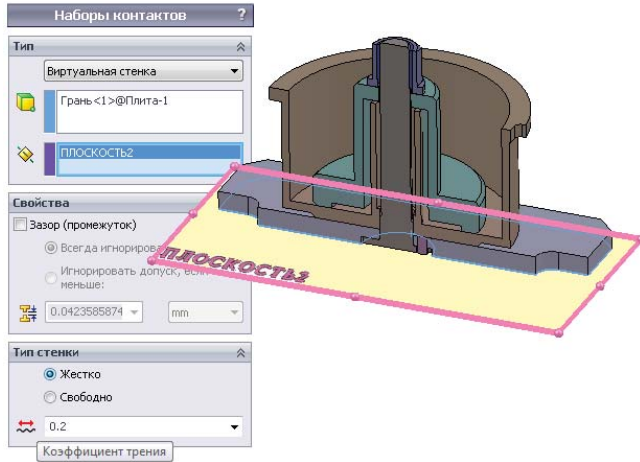 Наборы контактов ?
Тип
Виртуальная стенка
Грань<1>@Плита-1
ПЛОСКОСТЬ2
Свойства
Зазор (промежуток)
Всегда игнорирова
Игнорировать допуск, если
меньше:
0.0423585874 mm
Тип стенки
Жестко
Свободно
0.2
Коэффициент трения
ПЛОСКОСТЬ2